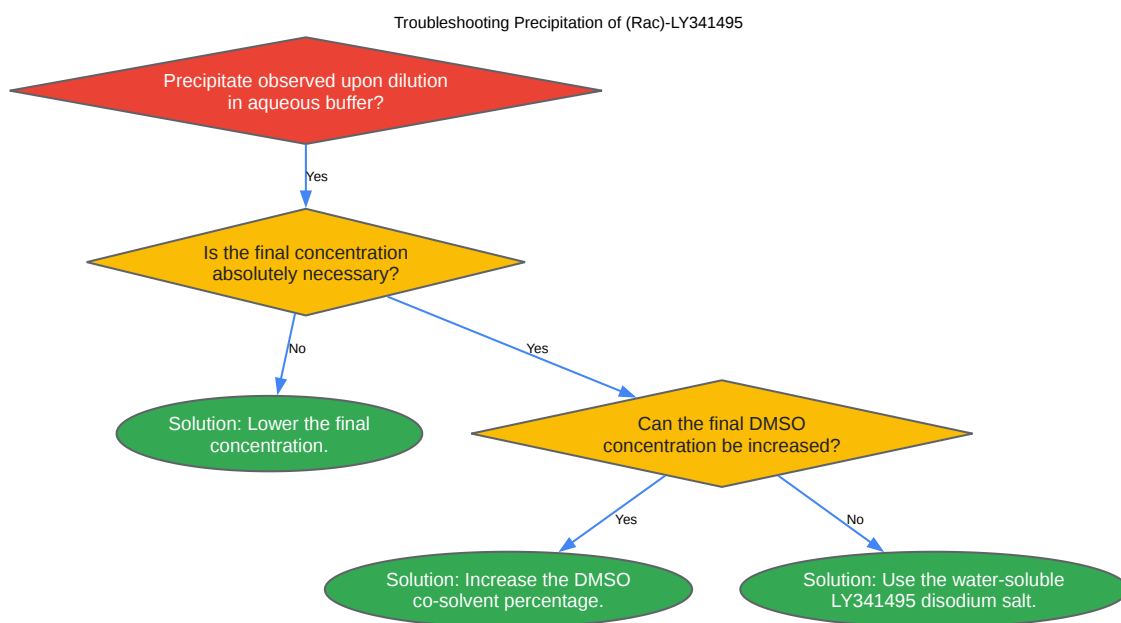 Troubleshooting Precipitation of (Rac)-LY341495
Precipitate observed upon dilution
in aqueous buffer?
Yes
Is the final concentration
absolutely necessary?
No
Yes
Solution: Lower the final
concentration.
Can the final DMSO
concentration be increased?
Yes
No
Solution: Increase the DMSO
co-solvent percentage.
Solution: Use the water-soluble
LY341495 disodium salt.